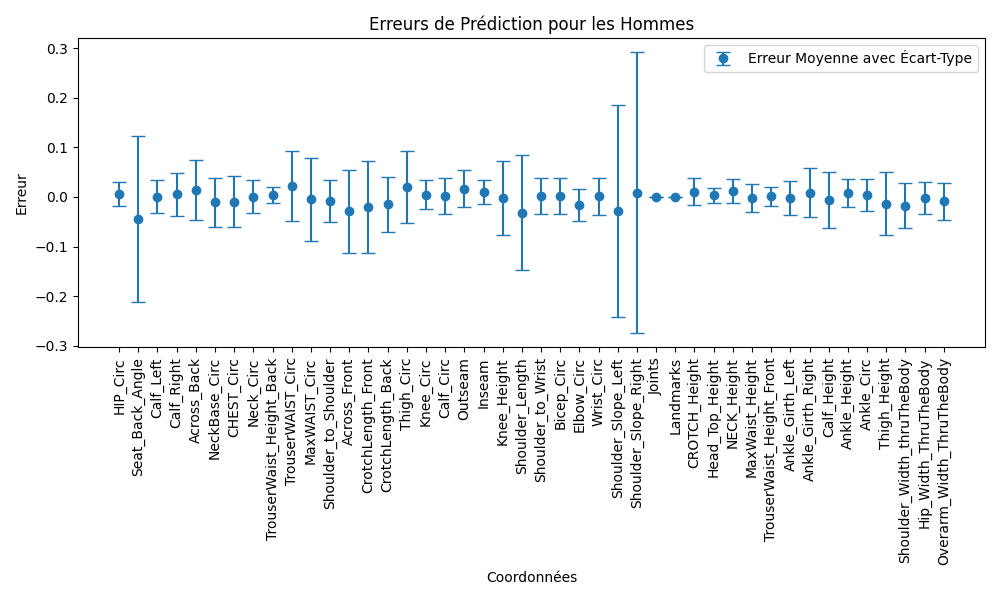 Erreurs de Prédiction pour les Hommes
Erreur Moyenne avec Écart-Type
Erreur
0.3
0.2
0.1
0.0
−0.1
−0.2
−0.3
HIP_Circ
Seat_Back_Angle
Calf_Left
Calf_Right
Across_Back
NeckBase_Circ
CHEST_Circ
Neck_Circ
TrouserWaist_Height_Back
TrouserWAIST_Circ
MaxWAIST_Circ
Shoulder_to_Shoulder
Across_Front
CrotchLength_Front
CrotchLength_Back
Thigh_Circ
Knee_Circ
Calf_Circ
Outseam
Inseam
Knee_Height
Shoulder_Length
Shoulder_to_Wrist
Bicep_Circ
Elbow_Circ
Wrist_Circ
Shoulder_Slope_Left
Shoulder_Slope_Right
Joints
Landmarks
CROTCH_Height
Head_Top_Height
NECK_Height
MaxWaist_Height
TrouserWaist_Height_Front
Ankle_Girth_Left
Ankle_Girth_Right
Calf_Height
Ankle_Height
Ankle_Circ
Thigh_Height
Shoulder_Width_thruTheBody
Hip_Width_ThruTheBody
Overarm_Width_ThruTheBody
Coordonnées